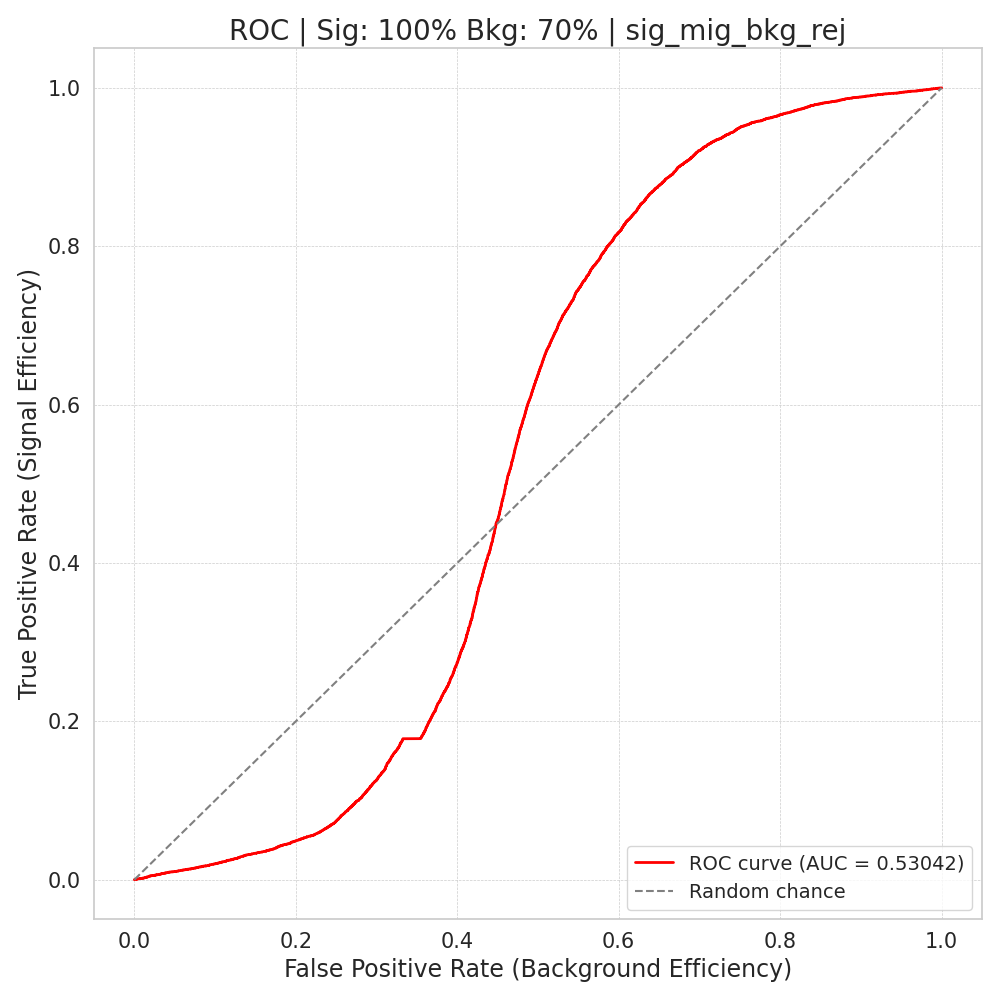 ROC | Sig: 100% Bkg: 70% | sig_mig_bkg_rej
True Positive Rate (Signal Efficiency)
1.0
0.8
0.6
0.4
0.2
0.0
ROC curve (AUC = 0.53042)
Random chance
0.0 0.2 0.4 0.6 0.8 1.0
False Positive Rate (Background Efficiency)